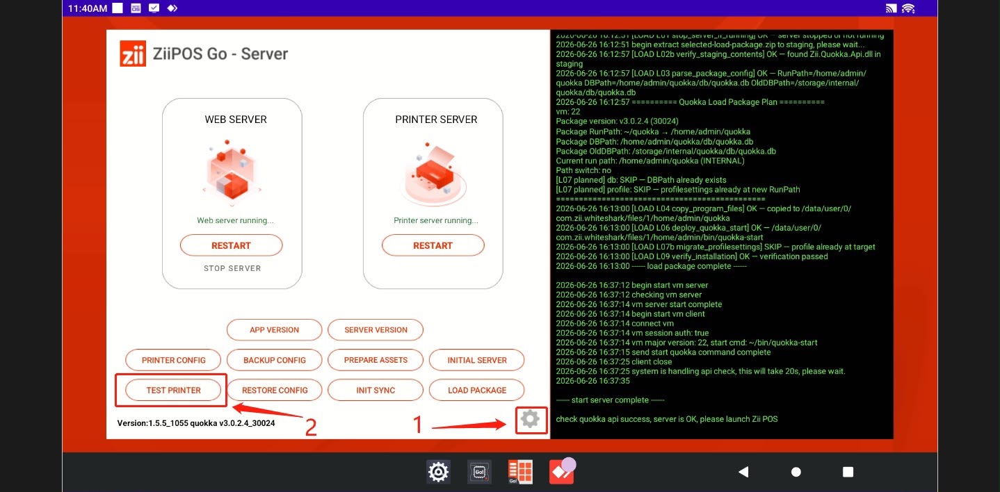 11:40AM
zii ZiiPOS Go - Server
WEB SERVER
Web server running...
RESTART
STOP SERVER
PRINTER SERVER
Printer server running...
RESTART
APP VERSION
SERVER VERSION
PRINTER CONFIG
BACKUP CONFIG
PREPARE ASSETS
INITIAL SERVER
TEST PRINTER
RESTORE CONFIG
INIT SYNC
LOAD PACKAGE
Version:1.5.5_1055 quokka v3.0.2.4_30024
2
1
2026-06-26 16:12:51 [LOAD L01 stop_server_if_running] OK — server stopped or not running
2026-06-26 16:12:51 begin extract selected-load-package.zip to staging, please wait...
2026-06-26 16:12:57 [LOAD L02b verify_staging_contents] OK — found Zii.Quokka.Api.dll in
staging
2026-06-26 16:12:57 [LOAD L03 parse_package_config] OK — RunPath=/home/admin/
quokka DBPath=/home/admin/quokka/db/quokka.db OldDBPath=/storage/internal/
quokka/db/quokka.db
2026-06-26 16:12:57 ========== Quokka Load Package Plan ==========
vm: 22
Package version: v3.0.2.4 (30024)
Package RunPath: ~/quokka → /home/admin/quokka
Package DBPath: /home/admin/quokka/db/quokka.db
Package OldDBPath: /storage/internal/quokka/db/quokka.db
Current run path: /home/admin/quokka (INTERNAL)
Path switch: no
[L07 planned] db: SKIP — DBPath already exists
[L07 planned] profile: SKIP — profilesettings already at new RunPath
============================================
2026-06-26 16:13:00 [LOAD L04 copy_program_files] OK — copied to /data/user/0/
com.zii.whiteshark/files/1/home/admin/quokka
2026-06-26 16:13:00 [LOAD L06 deploy_quokka_start] OK — /data/user/0/
com.zii.whiteshark/files/1/home/admin/bin/quokka-start
2026-06-26 16:13:00 [LOAD L07b migrate_profilesettings] SKIP — profile already at target
2026-06-26 16:13:00 [LOAD L09 verify_installation] OK — verification passed
2026-06-26 16:13:00 ------ load package complete ------
2026-06-26 16:37:12 begin start vm server
2026-06-26 16:37:12 checking vm server
2026-06-26 16:37:14 vm server start complete
2026-06-26 16:37:14 begin start vm client
2026-06-26 16:37:14 connect vm
2026-06-26 16:37:14 vm session auth: true
2026-06-26 16:37:14 vm major version: 22, start cmd: ~/bin/quokka-start
2026-06-26 16:37:15 send start quokka command complete
2026-06-26 16:37:25 client close
2026-06-26 16:37:25 system is handling api check, this will take 20s, please wait.
2026-06-26 16:37:35
------ start server complete ------
check quokka api success, server is OK, please launch Zii POS
Go!
Go!